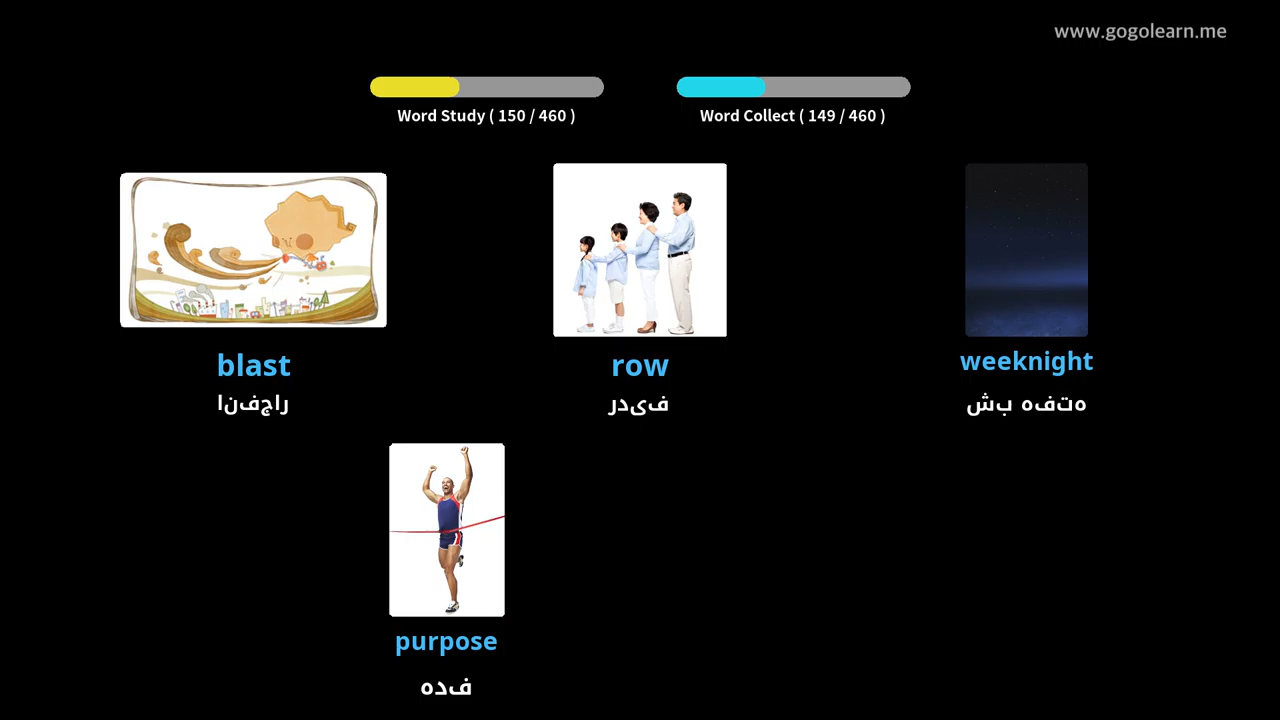 www.gogolearn.me
Word Study ( 150 / 460 )
Word Collect ( 149 / 460 )
blast
راجفنا
row
فیدر
weeknight
هتفه بش
purpose
فده